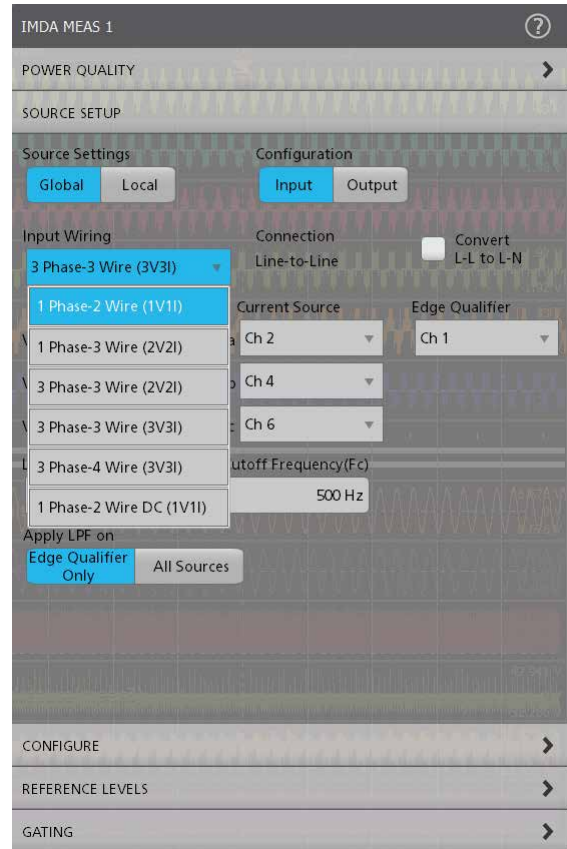 IMDA MEAS 1
?
POWER QUALITY
SOURCE SETUP
Source Settings Configuration
Global Local Input Output
Input Wiring Connection Convert
3 Phase-3 Wire (3V3I) Line-to-Line L-L to L-N
1 Phase-2 Wire (1V1I) Current Source Edge Qualifier
1 Phase-3 Wire (2V2I) Ch 2 Ch 1
3 Phase-3 Wire (2V2I) Ch 4
3 Phase-3 Wire (3V3I) Ch 6
3 Phase-4 Wire (3V3I) utoff Frequency(Fc)
1 Phase-2 Wire DC (1V1I) 500 Hz
Apply LPF on
Edge Qualifier
Only All Sources
CONFIGURE
REFERENCE LEVELS
GATING